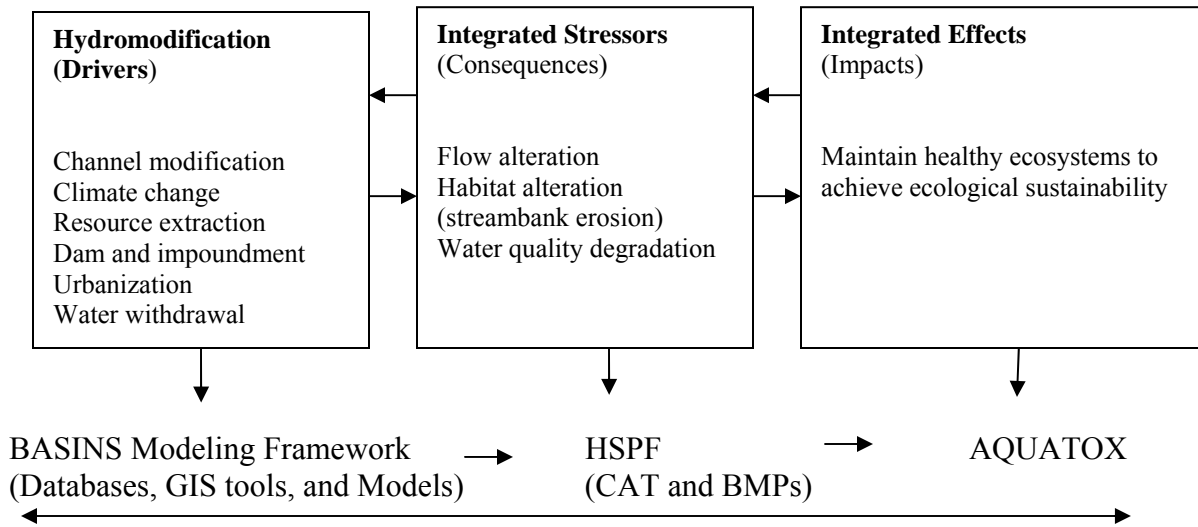 Hydromodification
(Drivers)
Channel modification
Climate change
Resource extraction
Dam and impoundment
Urbanization
Water withdrawal
Integrated Stressors
(Consequences)
Flow alteration
Habitat alteration
(streambank erosion)
Water quality degradation
Integrated Effects
(Impacts)
Maintain healthy ecosystems to
achieve ecological sustainability
BASINS Modeling Framework
(Databases, GIS tools, and Models)
HSPF
(CAT and BMPs)
AQUATOX